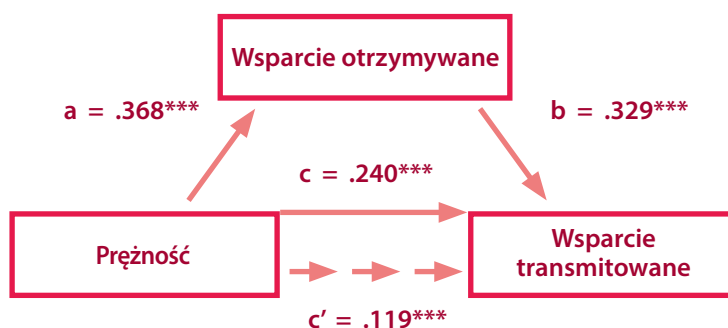 Wsparcie otrzymywane
a = .368***
b = .329***
c = .240***
Prężność
Wsparcie
transmitowane
c’ = .119***